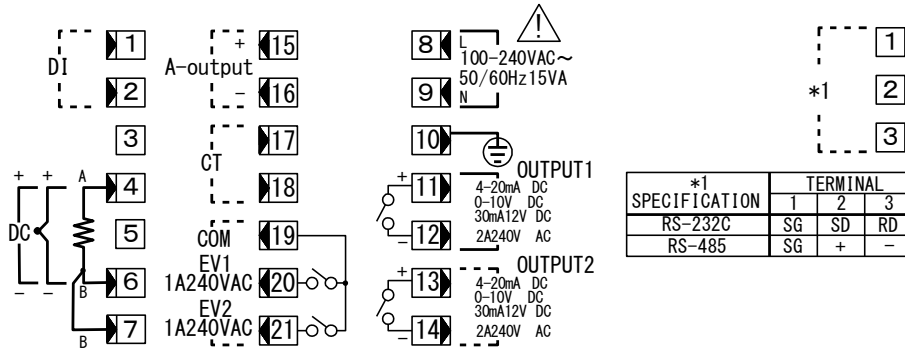 DI
1
2
3
4
5
6
7
+ + A
DC
- - B
B
A-output
+
-
15
16
CT
17
18
COM
19
EV1
1A240VAC
20
EV2
1A240VAC
21
8
L
100-240VAC~
50/60Hz15VA
9
N
10
OUTPUT1
+
11
4-20mA DC
0-10V DC
30mA12V DC
-
12
2A240V AC
OUTPUT2
+
13
4-20mA DC
0-10V DC
30mA12V DC
-
14
2A240V AC
*1
1
2
3
*1 SPECIFICATION TERMINAL
1 2 3
RS-232C SG SD RD
RS-485 SG + -